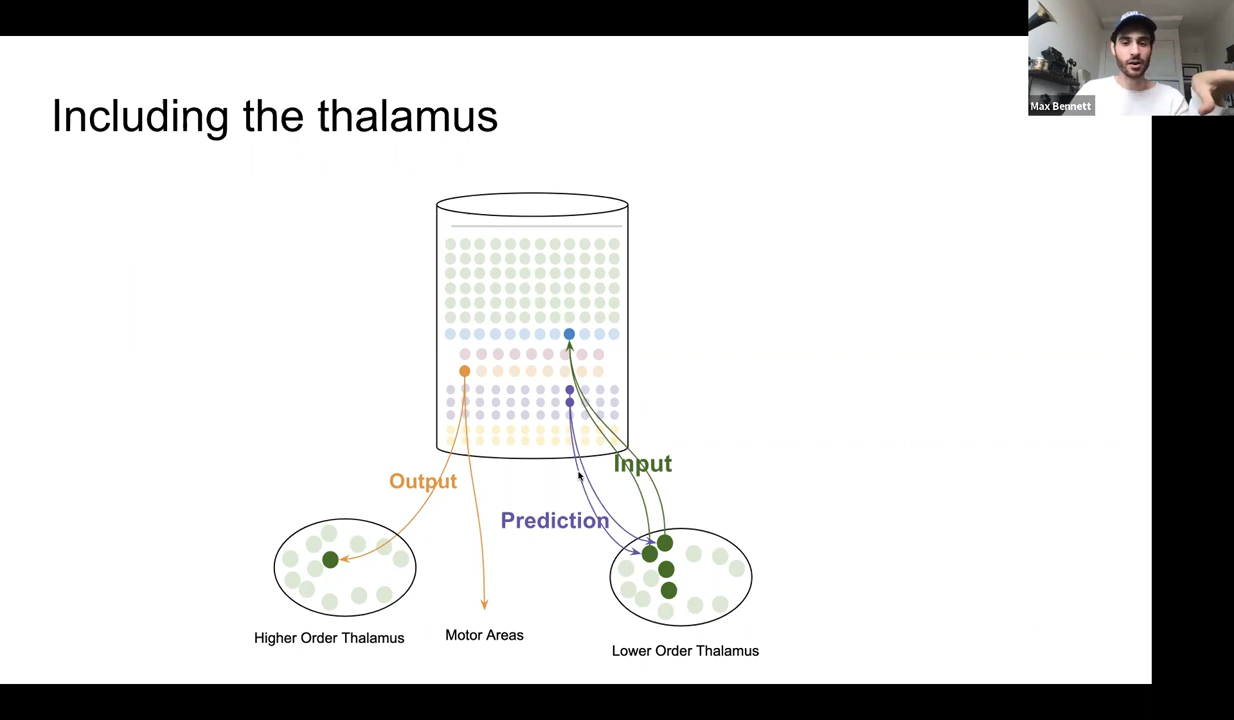 Max Bennett
Including the thalamus
Input
Output
Prediction
Higher Order Thalamus
Motor Areas
Lower Order Thalamus